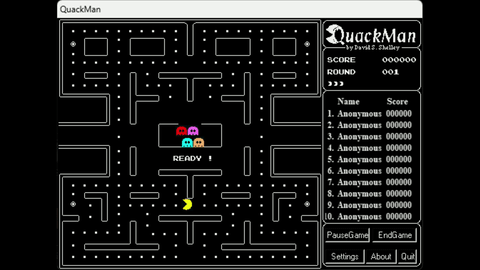 QuackMan
QuackMan
by David S. Shelley
SCORE 000000
ROUND 001
READY !
Name Score
1. Anonymous 000000
2. Anonymous 000000
3. Anonymous 000000
4. Anonymous 000000
5. Anonymous 000000
6. Anonymous 000000
7. Anonymous 000000
8. Anonymous 000000
9. Anonymous 000000
10. Anonymous 000000
PauseGame EndGame
Settings About Quit